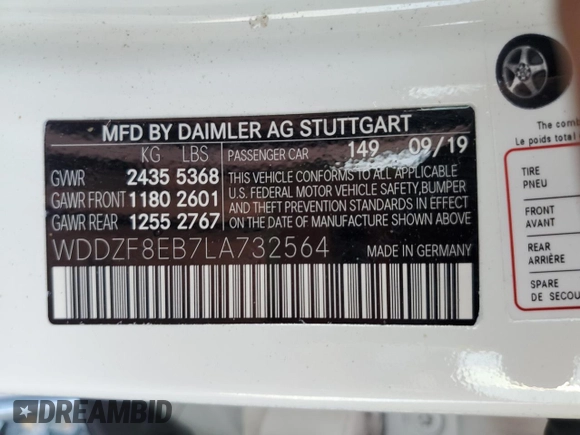 MFD BY DAIMLER AG STUTTGART
KG LBS PASSENGER CAR 149 09/19
GVWR 2435 5368
GAWR FRONT 1180 2601
GAWR REAR 1255 2767
THIS VEHICLE CONFORMS TO ALL APPLICABLE
U.S. FEDERAL MOTOR VEHICLE SAFETY, BUMPER
AND THEFT PREVENTION STANDARDS IN EFFECT
ON THE DATE OF MANUFACTURE SHOWN ABOVE.
WDDZF8EB7LA732564 MADE IN GERMANY
The comb
Le poids tot
TIRE
PNEU
FRONT
AVANT
REAR
ARRIÈRE
SPARE
DE SECOU
DREAMBID